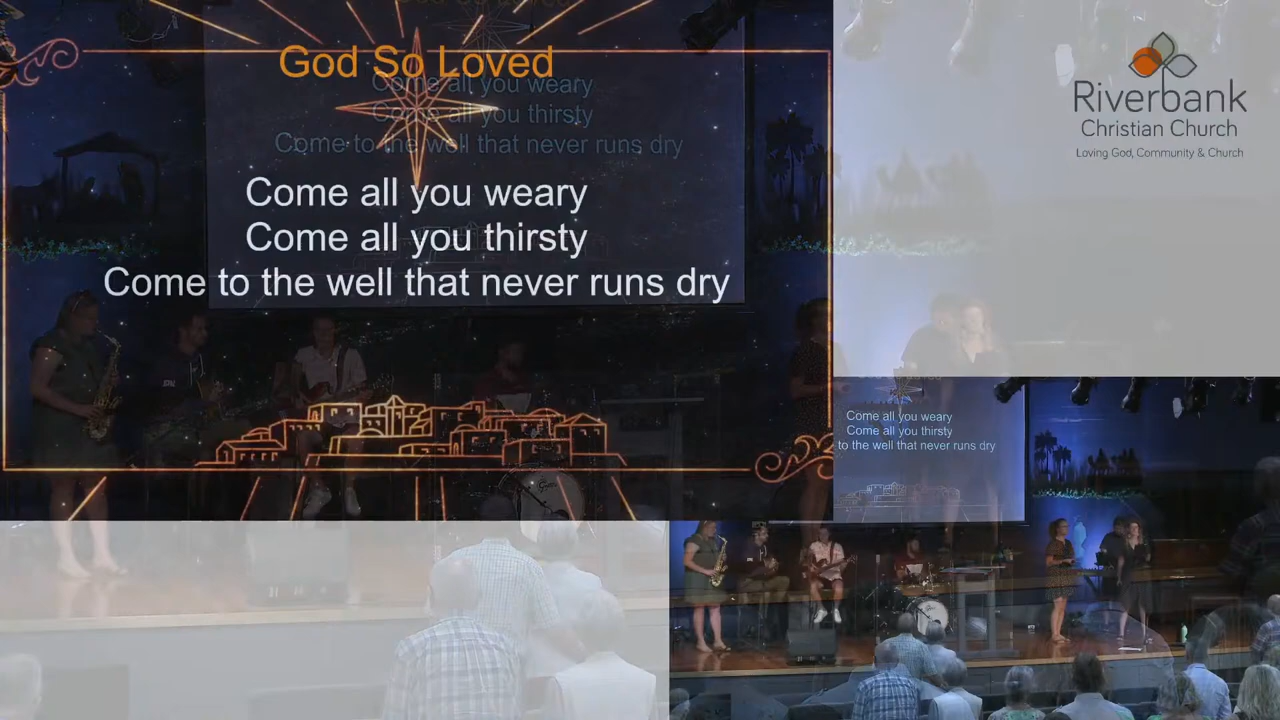 God So Loved
Come all you weary
Come all you thirsty
Come to the well that never runs dry
Come all you weary
Come all you thirsty
Come to the well that never runs dry
Riverbank
Christian Church
Loving God, Community & Church
Come all you weary
Come all you thirsty
to the well that never runs dry